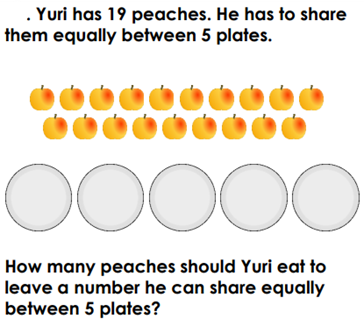 . Yuri has 19 peaches. He has to share
them equally between 5 plates.
How many peaches should Yuri eat to
leave a number he can share equally
between 5 plates?